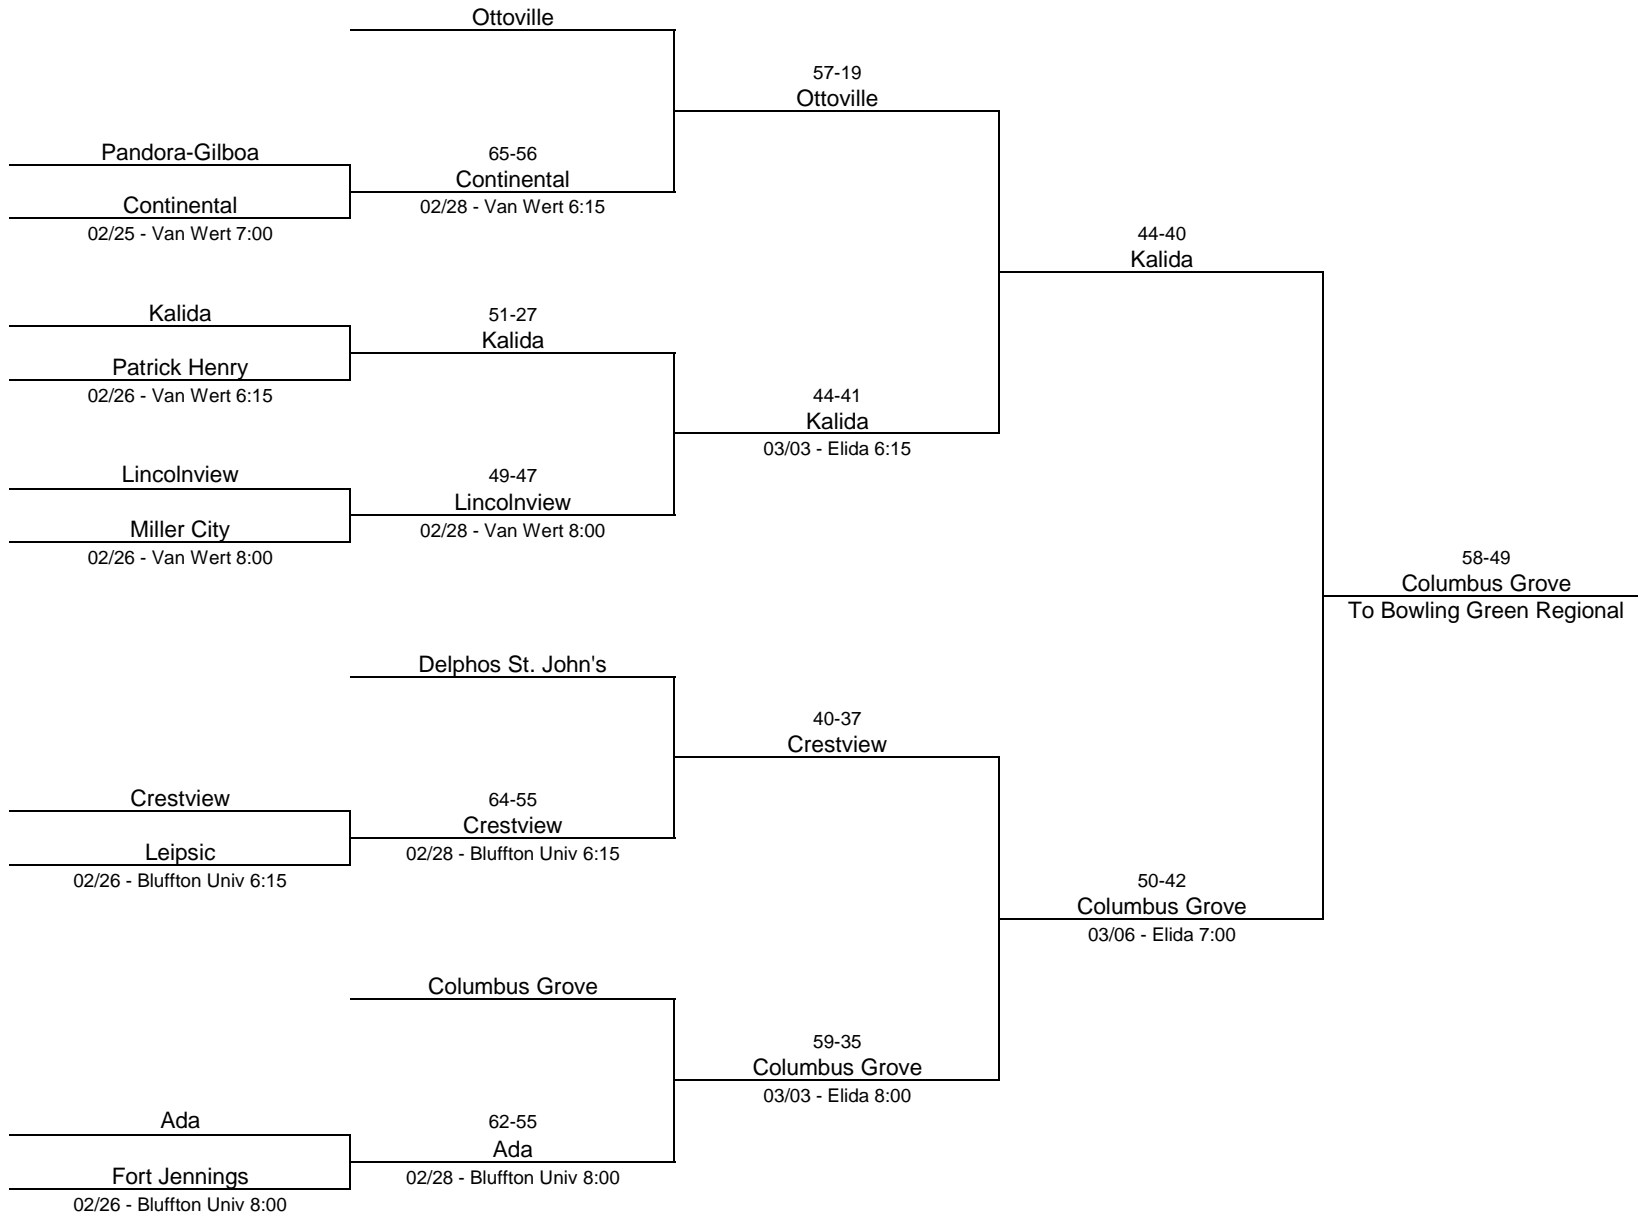 Ottoville
57-19
Ottoville
Pandora-Gilboa
65-56
Continental
Continental
02/28 - Van Wert 6:15
02/25 - Van Wert 7:00
44-40
Kalida
Kalida
51-27
Kalida
Patrick Henry
02/26 - Van Wert 6:15
44-41
Kalida
03/03 - Elida 6:15
Lincolnview
49-47
Lincolnview
Miller City
02/28 - Van Wert 8:00
02/26 - Van Wert 8:00
58-49
Columbus Grove
To Bowling Green Regional
Delphos St. John's
40-37
Crestview
Crestview
64-55
Crestview
Leipsic
02/28 - Bluffton Univ 6:15
02/26 - Bluffton Univ 6:15
50-42
Columbus Grove
03/06 - Elida 7:00
Columbus Grove
59-35
Columbus Grove
03/03 - Elida 8:00
Ada
62-55
Ada
Fort Jennings
02/28 - Bluffton Univ 8:00
02/26 - Bluffton Univ 8:00